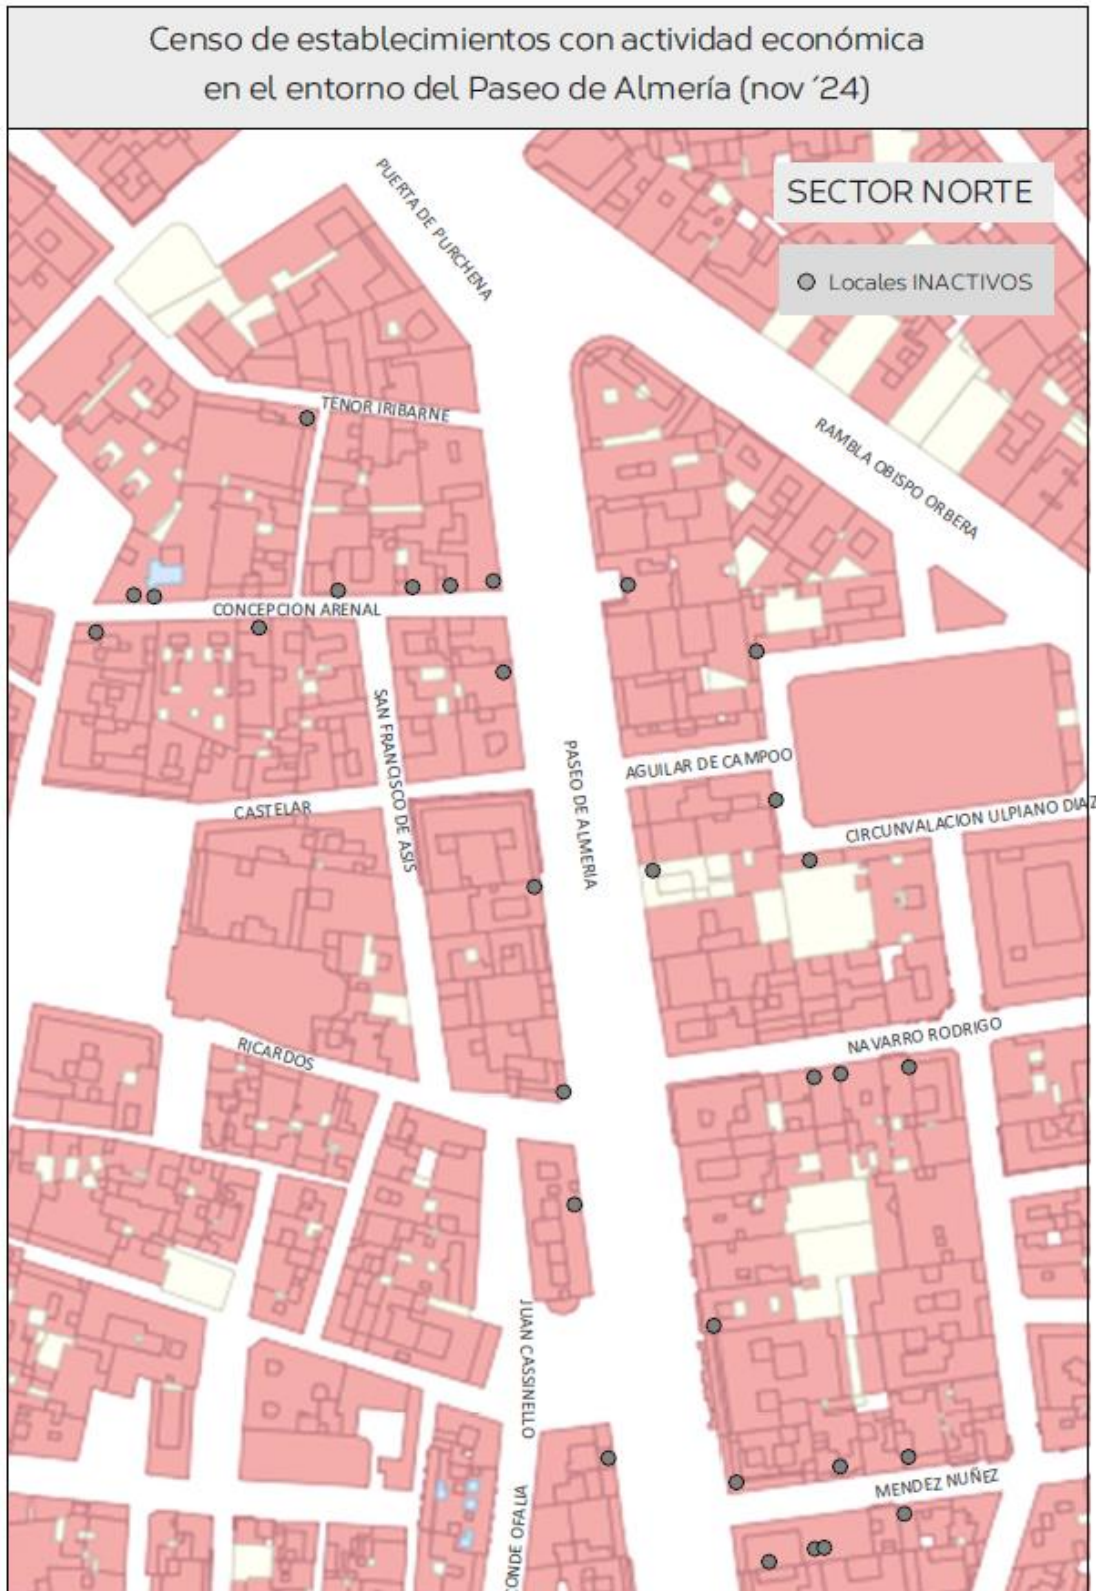 Censo de establecimientos con actividad económica
en el entorno del Paseo de Almería (nov ´24)
SECTOR NORTE
Locales INACTIVOS
PUERTA DE PURCHENA
TENOR IRIBARNE
RAMBLA OBISPO ORBERA
CONCEPCION ARENAL
SAN FRANCISCO DE ASIS
PASEO DE ALMERIA
AGUILAR DE CAMPOO
CASTELAR
CIRCUNVALACION ULPIANO DIAZ
RICARDOS
NAVARRO RODRIGO
JUAN CASSINELLO
MENDEZ NUÑEZ
CONDE OFALIA